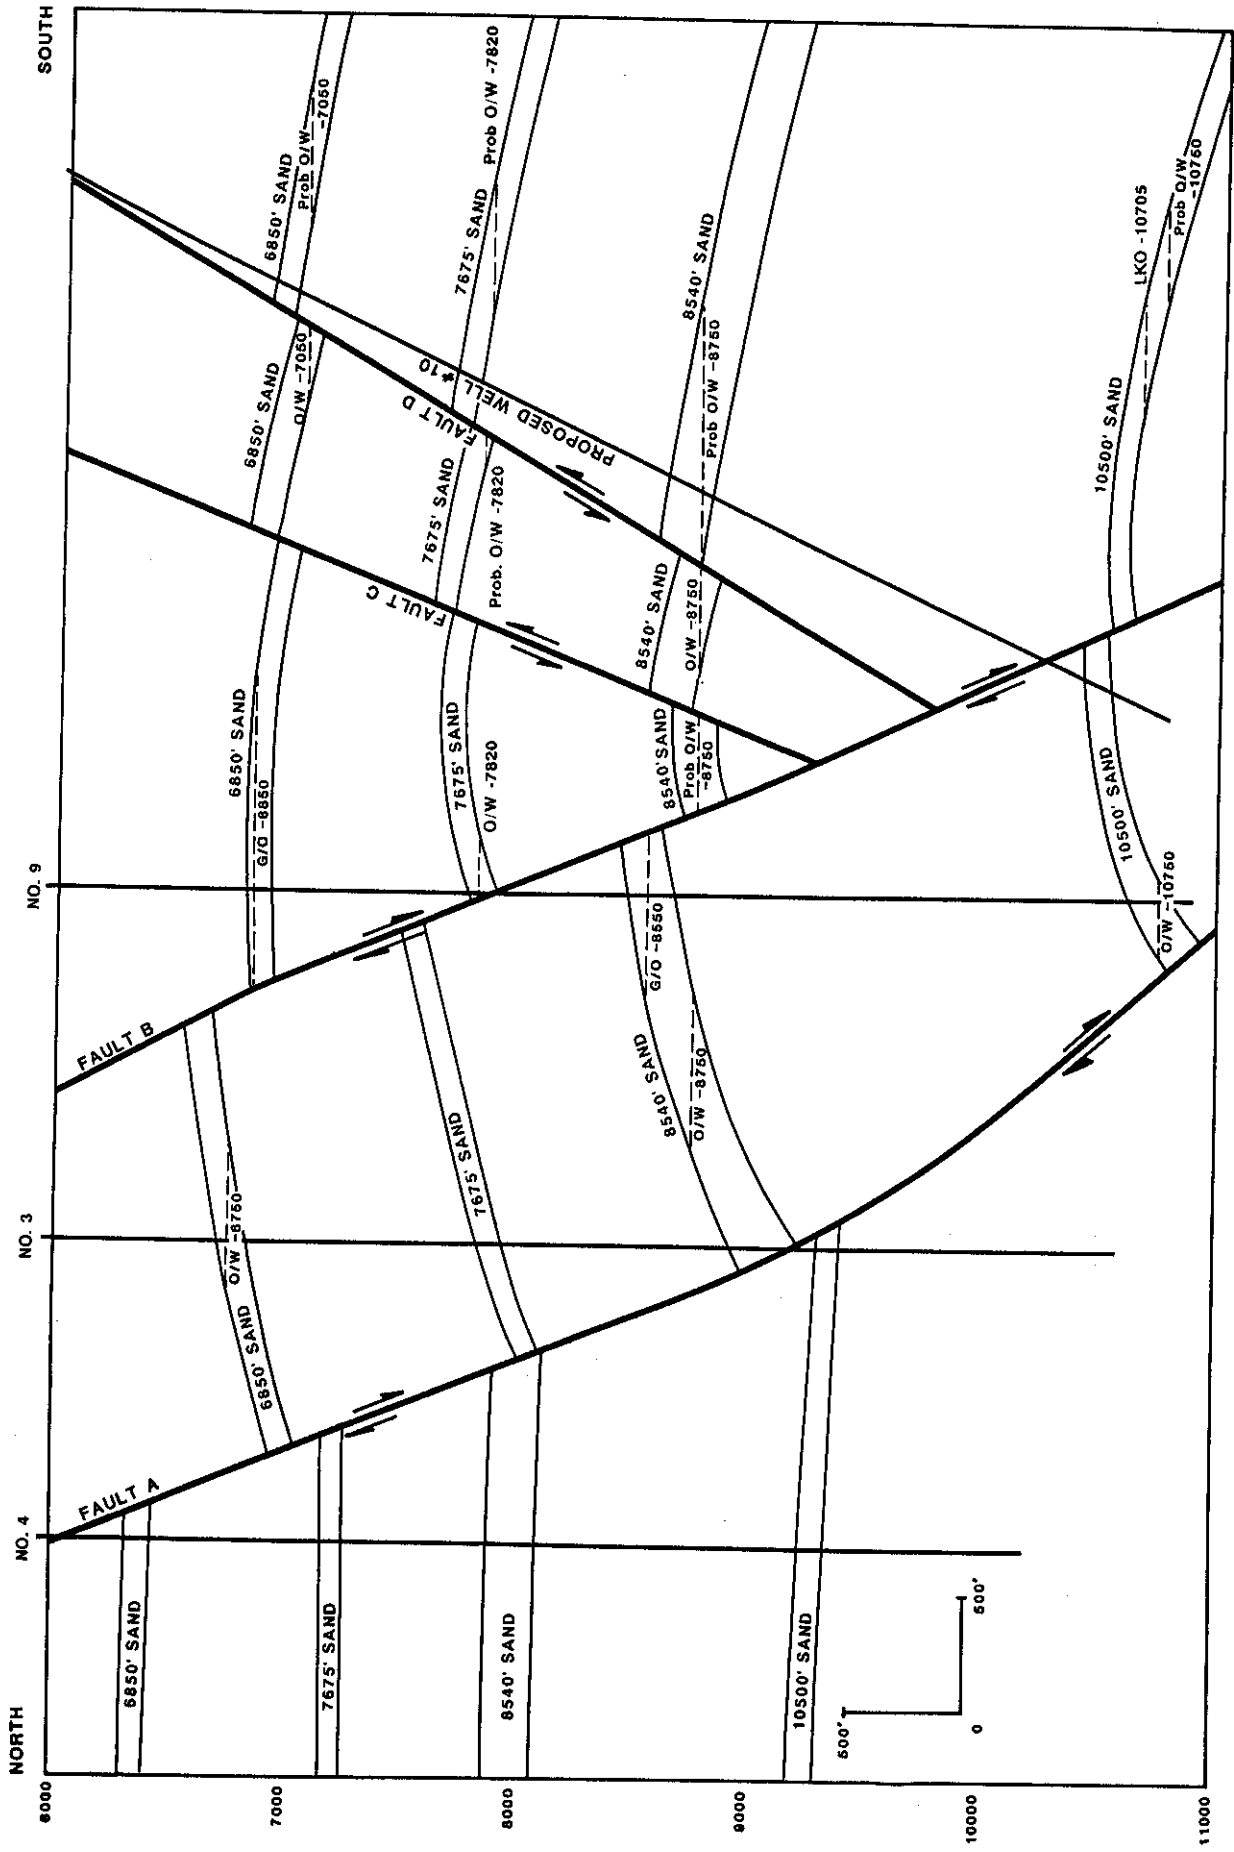 NORTH
NO. 4
NO. 3
NO. 9
SOUTH
6000
7000
8000
9000
10000
11000
FAULT A
FAULT B
FAULT C
FAULT D
PROPOSED WELL #10
6850' SAND
6850' SAND
O/W -6750
6850' SAND
G/O -6850
6850' SAND
O/W -7050
6850' SAND
Prob O/W
-7050
7675' SAND
7675' SAND
7675' SAND
O/W -7820
7675' SAND
Prob. O/W -7820
7675' SAND
Prob O/W -7820
8540' SAND
8540' SAND
O/W -8750
G/O -8550
8540' SAND
Prob O/W
-8750
8540' SAND
O/W -8750
8540' SAND
Prob O/W -8750
10500' SAND
10500' SAND
O/W -10750
10500' SAND
LKO -10705
Prob O/W
-10750
500'
0
500'